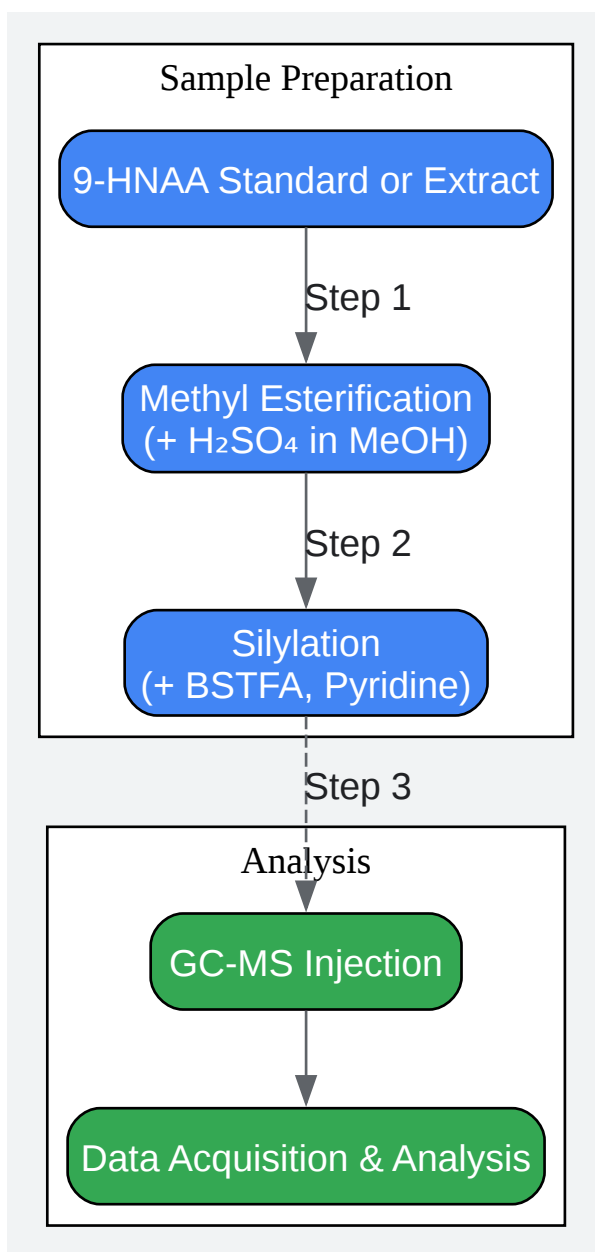 Sample Preparation
9-HNAA Standard or Extract
Step 1
Methyl Esterification
(+ H₂SO₄ in MeOH)
Step 2
Silylation
(+ BSTFA, Pyridine)
Step 3
Analysis
GC-MS Injection
Data Acquisition & Analysis